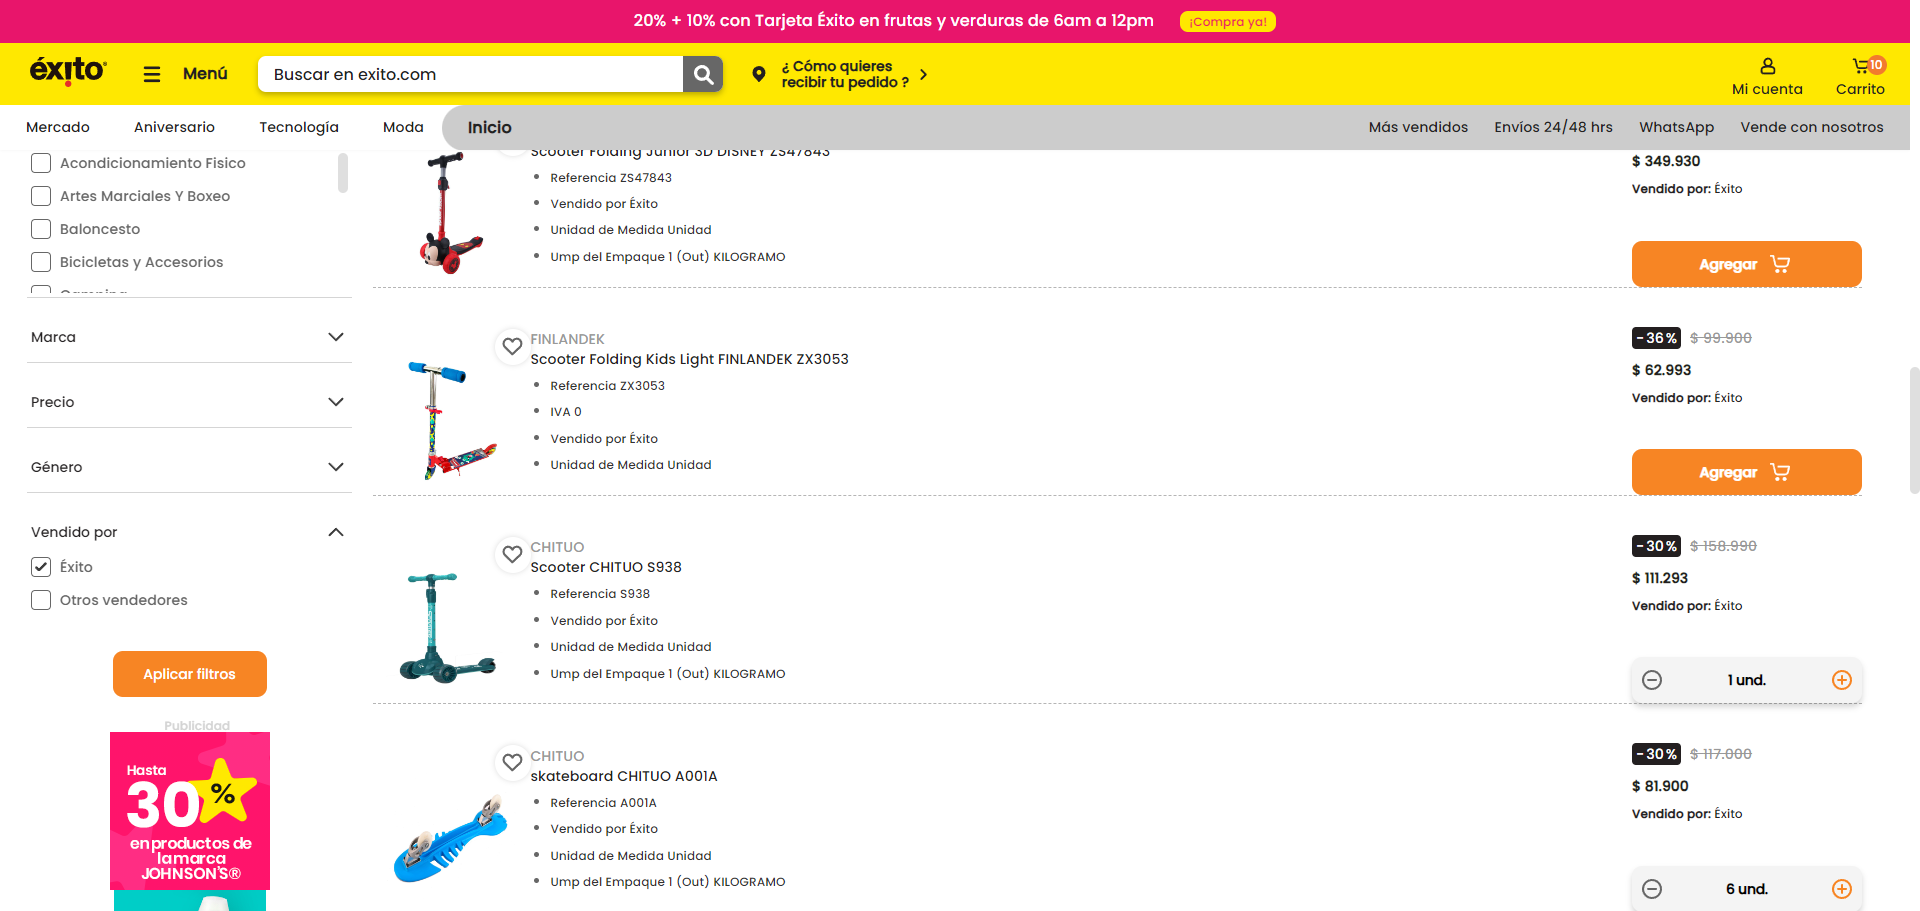 20% + 10% con Tarjeta Éxito en frutas y verduras de 6am a 12pm
¡Compra ya!
éxito
Menú
Buscar en exito.com
¿ Cómo quieres
recibir tu pedido ?
Mi cuenta
10
Carrito
Mercado
Aniversario
Tecnología
Moda
Inicio
Más vendidos
Envíos 24/48 hrs
WhatsApp
Vende con nosotros
Acondicionamiento Fisico
Artes Marciales Y Boxeo
Baloncesto
Bicicletas y Accesorios
Camping
Marca
Precio
Género
Vendido por
Éxito
Otros vendedores
Aplicar filtros
Publicidad
Hasta
30%
en productos de
la marca
JOHNSON'S®
Scooter Folding Junior 3D DISNEY ZS47843
Referencia ZS47843
Vendido por Éxito
Unidad de Medida Unidad
Ump del Empaque 1 (Out) KILOGRAMO
$ 349.930
Vendido por: Éxito
Agregar
FINLANDEK
Scooter Folding Kids Light FINLANDEK ZX3053
Referencia ZX3053
IVA 0
Vendido por Éxito
Unidad de Medida Unidad
-36% $ 99.900
$ 62.993
Vendido por: Éxito
Agregar
CHITUO
Scooter CHITUO S938
Referencia S938
Vendido por Éxito
Unidad de Medida Unidad
Ump del Empaque 1 (Out) KILOGRAMO
-30% $ 158.990
$ 111.293
Vendido por: Éxito
1 und.
CHITUO
skateboard CHITUO A001A
Referencia A001A
Vendido por Éxito
Unidad de Medida Unidad
Ump del Empaque 1 (Out) KILOGRAMO
-30% $ 117.000
$ 81.900
Vendido por: Éxito
6 und.